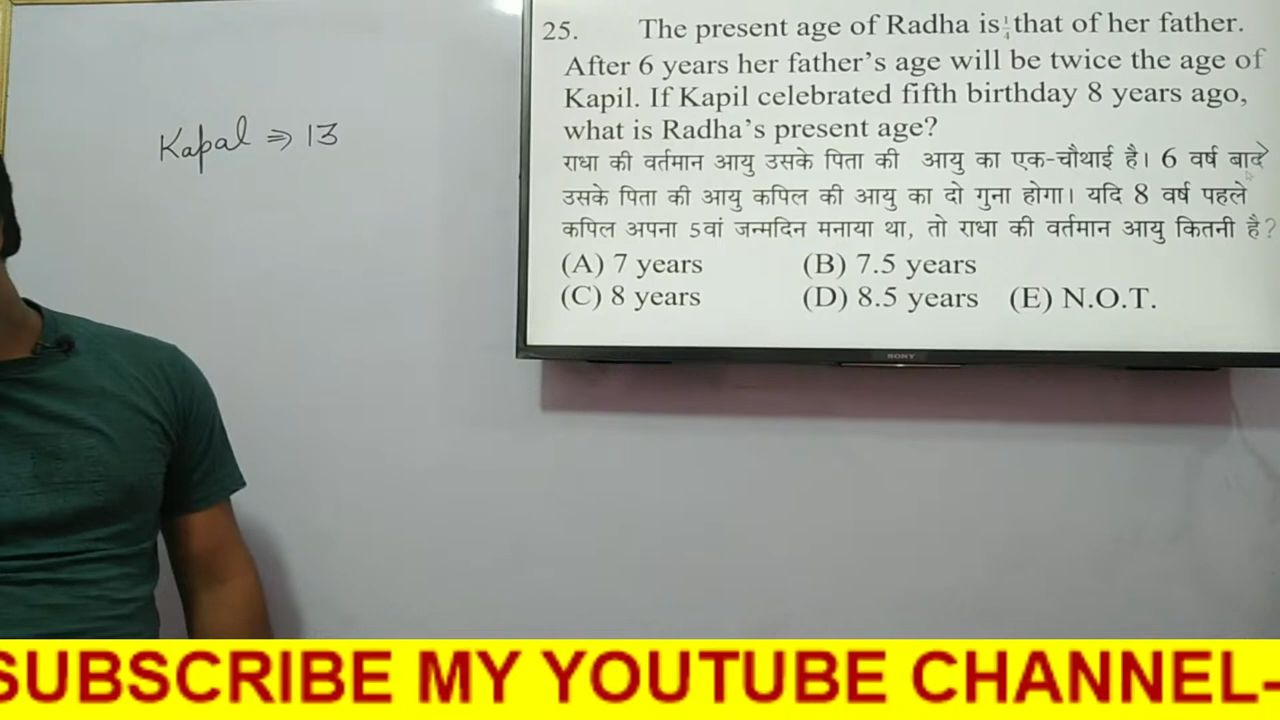 Kapal ⇒ 13
25. The present age of Radha is 1/4 that of her father.
After 6 years her father's age will be twice the age of
Kapil. If Kapil celebrated fifth birthday 8 years ago,
what is Radha's present age?
राधा की वर्तमान आयु उसके पिता की आयु का एक-चौथाई है। 6 वर्ष बाद
उसके पिता की आयु कपिल की आयु का दो गुना होगा। यदि 8 वर्ष पहले
कपिल अपना 5वां जन्मदिन मनाया था, तो राधा की वर्तमान आयु कितनी है?
(A) 7 years (B) 7.5 years
(C) 8 years (D) 8.5 years (E) N.O.T.
SONY
SUBSCRIBE MY YOUTUBE CHANNEL-